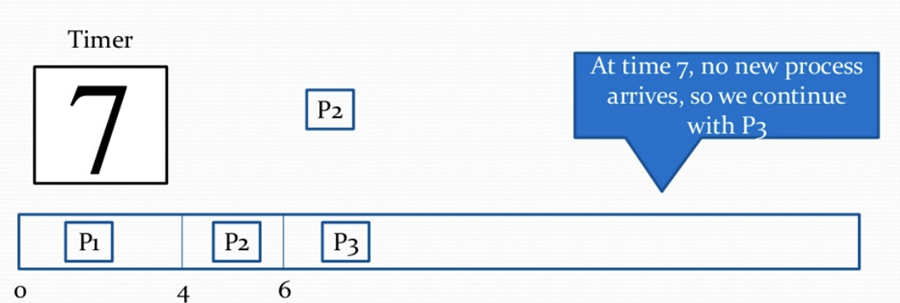 Timer
7
P2
At time 7, no new process
arrives, so we continue
with P3
P1
P2
P3
0
4
6